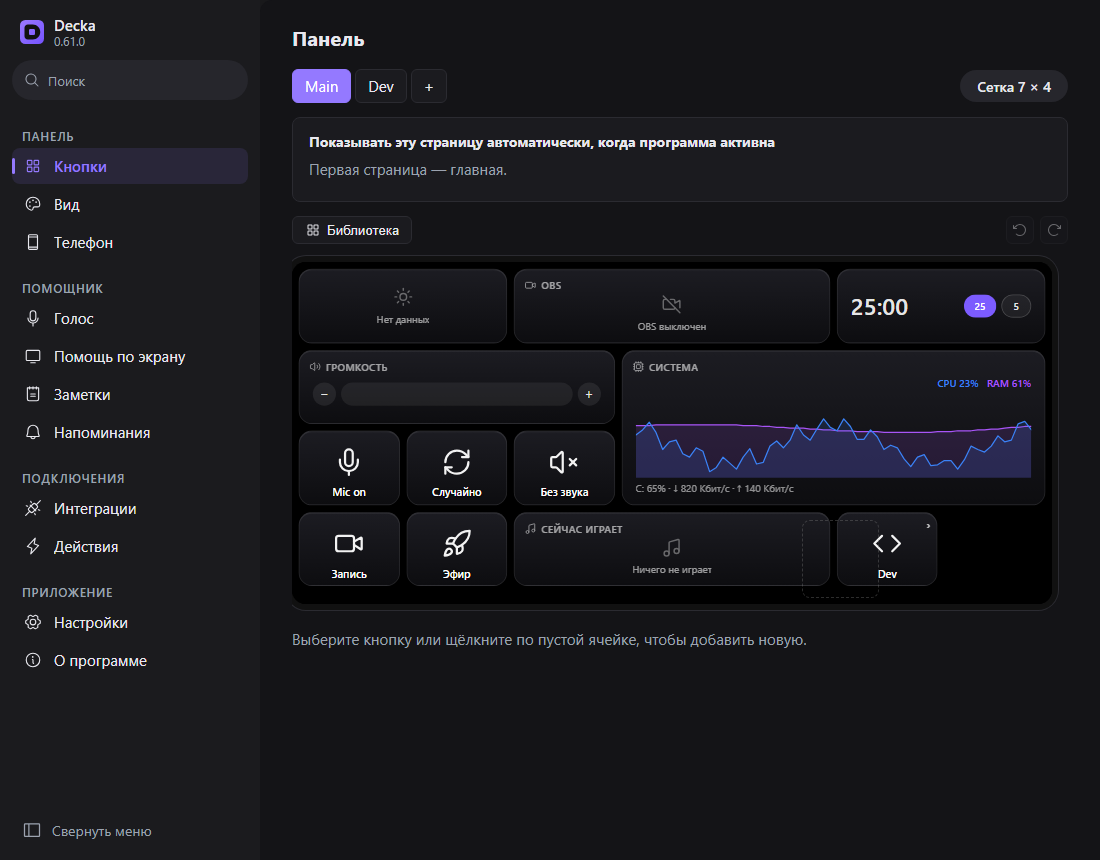 Decka
0.61.0
Поиск
ПАНЕЛЬ
Кнопки
Вид
Телефон
ПОМОЩНИК
Голос
Помощь по экрану
Заметки
Напоминания
ПОДКЛЮЧЕНИЯ
Интеграции
Действия
ПРИЛОЖЕНИЕ
Настройки
О программе
Свернуть меню
Панель
Main Dev + Сетка 7 × 4
Показывать эту страницу автоматически, когда программа активна
Первая страница — главная.
Библиотека
Нет данных
OBS
OBS выключен
25:00 25 5
ГРОМКОСТЬ
− +
СИСТЕМА
CPU 23% RAM 61%
C: 65% · ↓ 820 Кбит/с · ↑ 140 Кбит/с
Mic on
Случайно
Без звука
Запись
Эфир
СЕЙЧАС ИГРАЕТ
Ничего не играет
Dev
Выберите кнопку или щёлкните по пустой ячейке, чтобы добавить новую.